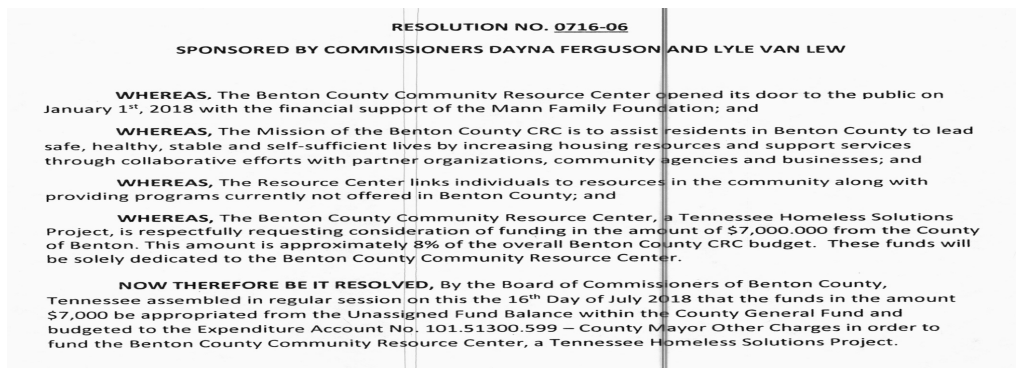 RESOLUTION NO. 0716-06
SPONSORED BY COMMISSIONERS DAYNA FERGUSON AND LYLE VAN LEW
WHEREAS, The Benton County Community Resource Center opened its door to the public on
January 1st, 2018 with the financial support of the Mann Family Foundation; and
WHEREAS, The Mission of the Benton County CRC is to assist residents in Benton County to lead
safe, healthy, stable and self-sufficient lives by increasing housing resources and support services
through collaborative efforts with partner organizations, community agencies and businesses; and
WHEREAS, The Resource Center links individuals to resources in the community along with
providing programs currently not offered in Benton County; and
WHEREAS, The Benton County Community Resource Center, a Tennessee Homeless Solutions
Project, is respectfully requesting consideration of funding in the amount of $7,000.000 from the County
of Benton. This amount is approximately 8% of the overall Benton County CRC budget. These funds will
be solely dedicated to the Benton County Community Resource Center.
NOW THEREFORE BE IT RESOLVED, By the Board of Commissioners of Benton County,
Tennessee assembled in regular session on this the 16th Day of July 2018 that the funds in the amount
$7,000 be appropriated from the Unassigned Fund Balance within the County General Fund and
budgeted to the Expenditure Account No. 101.51300.599 – County Mayor Other Charges in order to
fund the Benton County Community Resource Center, a Tennessee Homeless Solutions Project.